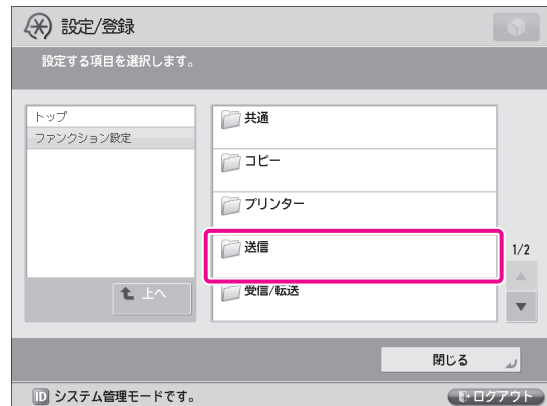 設定/登録
設定する項目を選択します。
トップ
ファンクション設定
共通
コピー
プリンター
送信
受信/転送
1/2
上へ
閉じる
ID システム管理モードです。
ログアウト